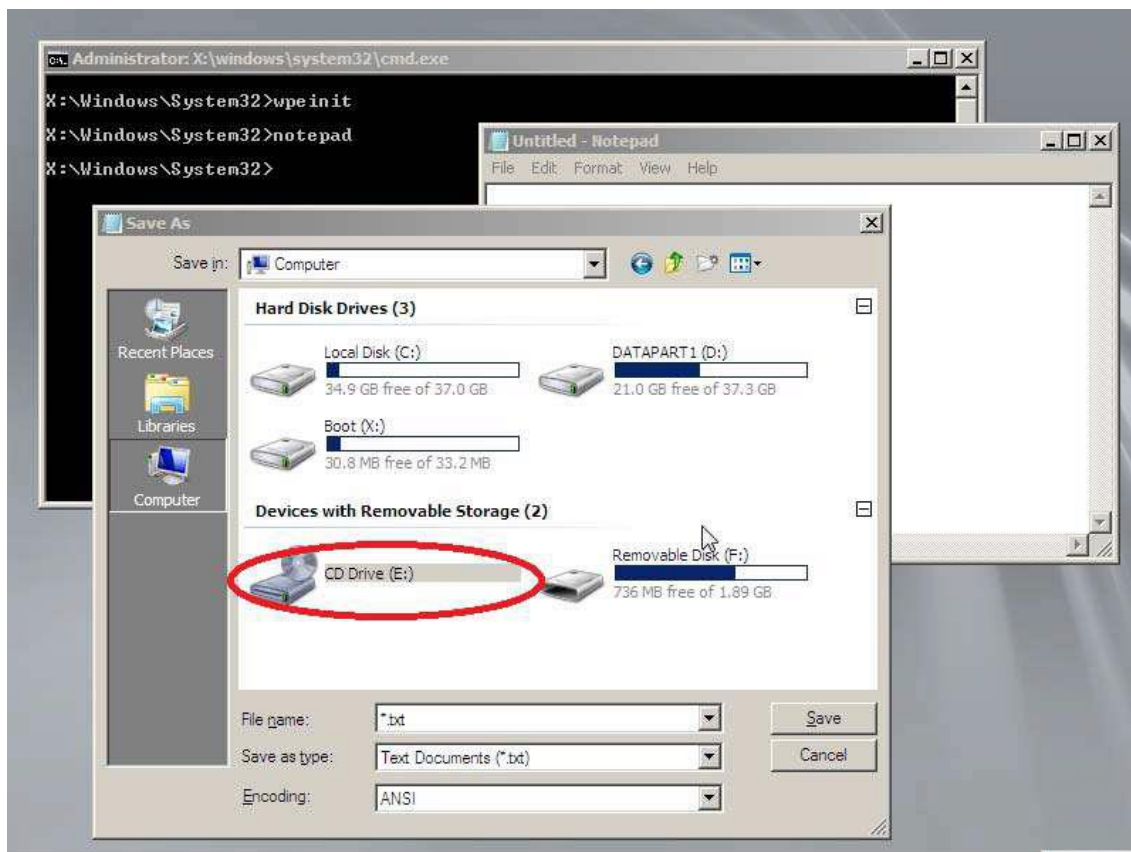 Administrator: X:\windows\system32\cmd.exe
X:\Windows\System32>wpeinit
X:\Windows\System32>notepad
X:\Windows\System32>
Untitled - Notepad
File Edit Format View Help
Save As
Save in: Computer
Recent Places
Libraries
Computer
Hard Disk Drives (3)
Local Disk (C:)
34.9 GB free of 37.0 GB
DATAPART1 (D:)
21.0 GB free of 37.3 GB
Boot (X:)
30.8 MB free of 33.2 MB
Devices with Removable Storage (2)
CD Drive (E:)
Removable Disk (F:)
736 MB free of 1.89 GB
File name: *.txt
Save
Save as type: Text Documents (*.txt)
Cancel
Encoding: ANSI